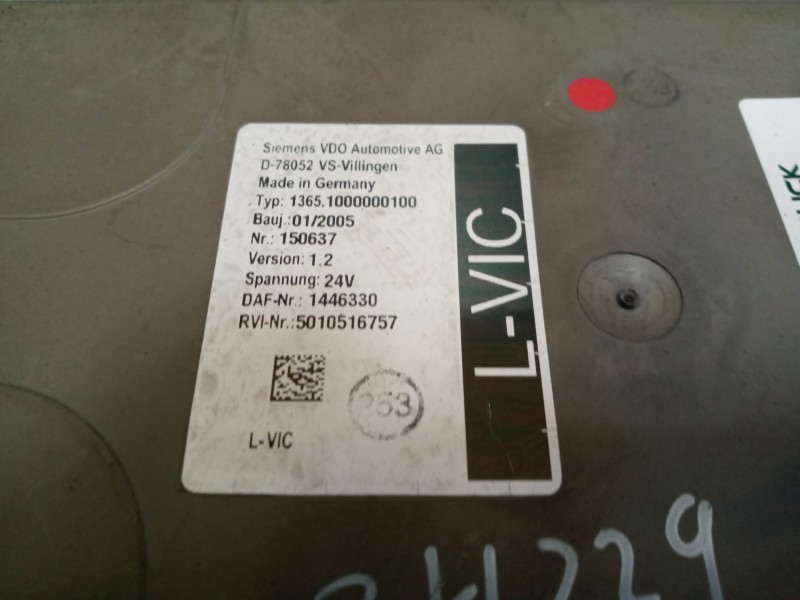 Siemens VDO Automotive AG
D-78052 VS-Villingen
Made in Germany
Typ: 1365.1000000100
Bauj.:01/2005
Nr.: 150637
Version: 1.2
Spannung: 24V
DAF-Nr.: 1446330
RVI-Nr.:5010516757
L-VIC
253
L-VIC